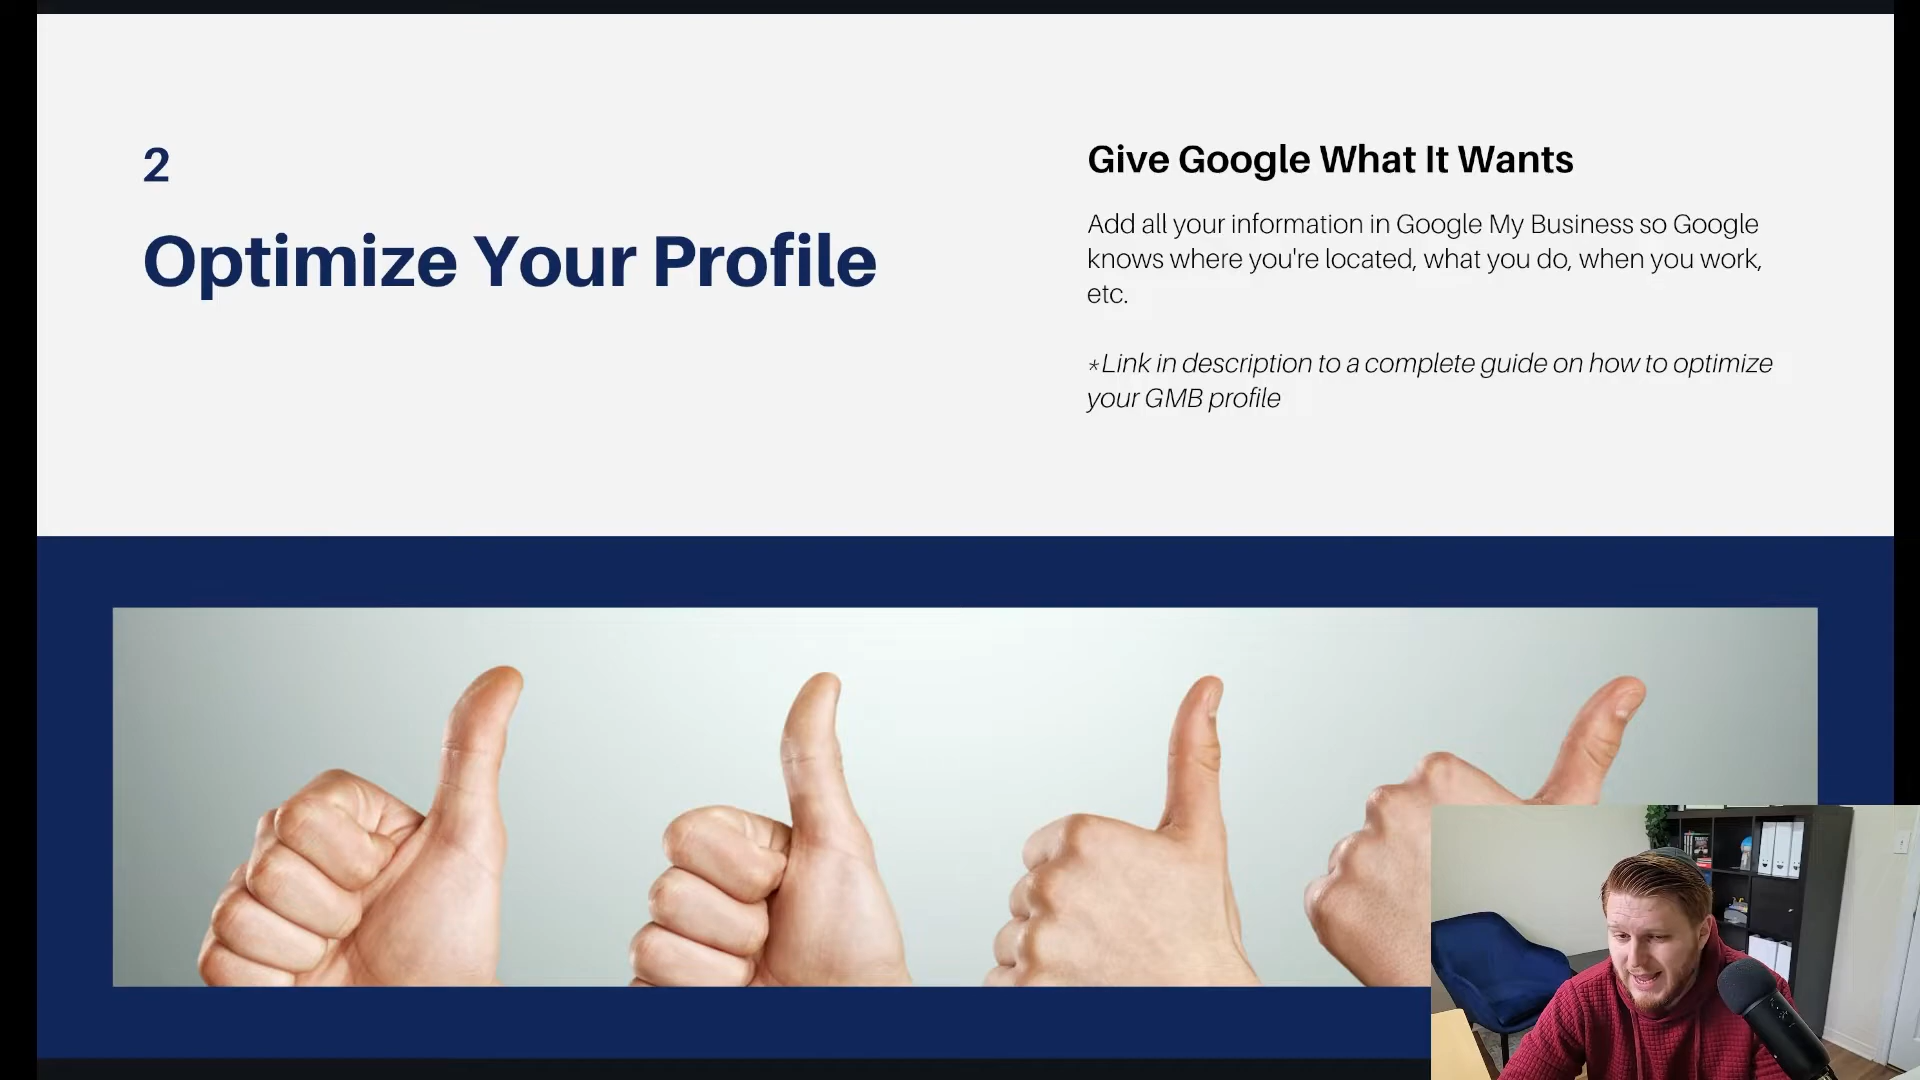 2
Optimize Your Profile
Give Google What It Wants
Add all your information in Google My Business so Google
knows where you're located, what you do, when you work,
etc.
*Link in description to a complete guide on how to optimize
your GMB profile